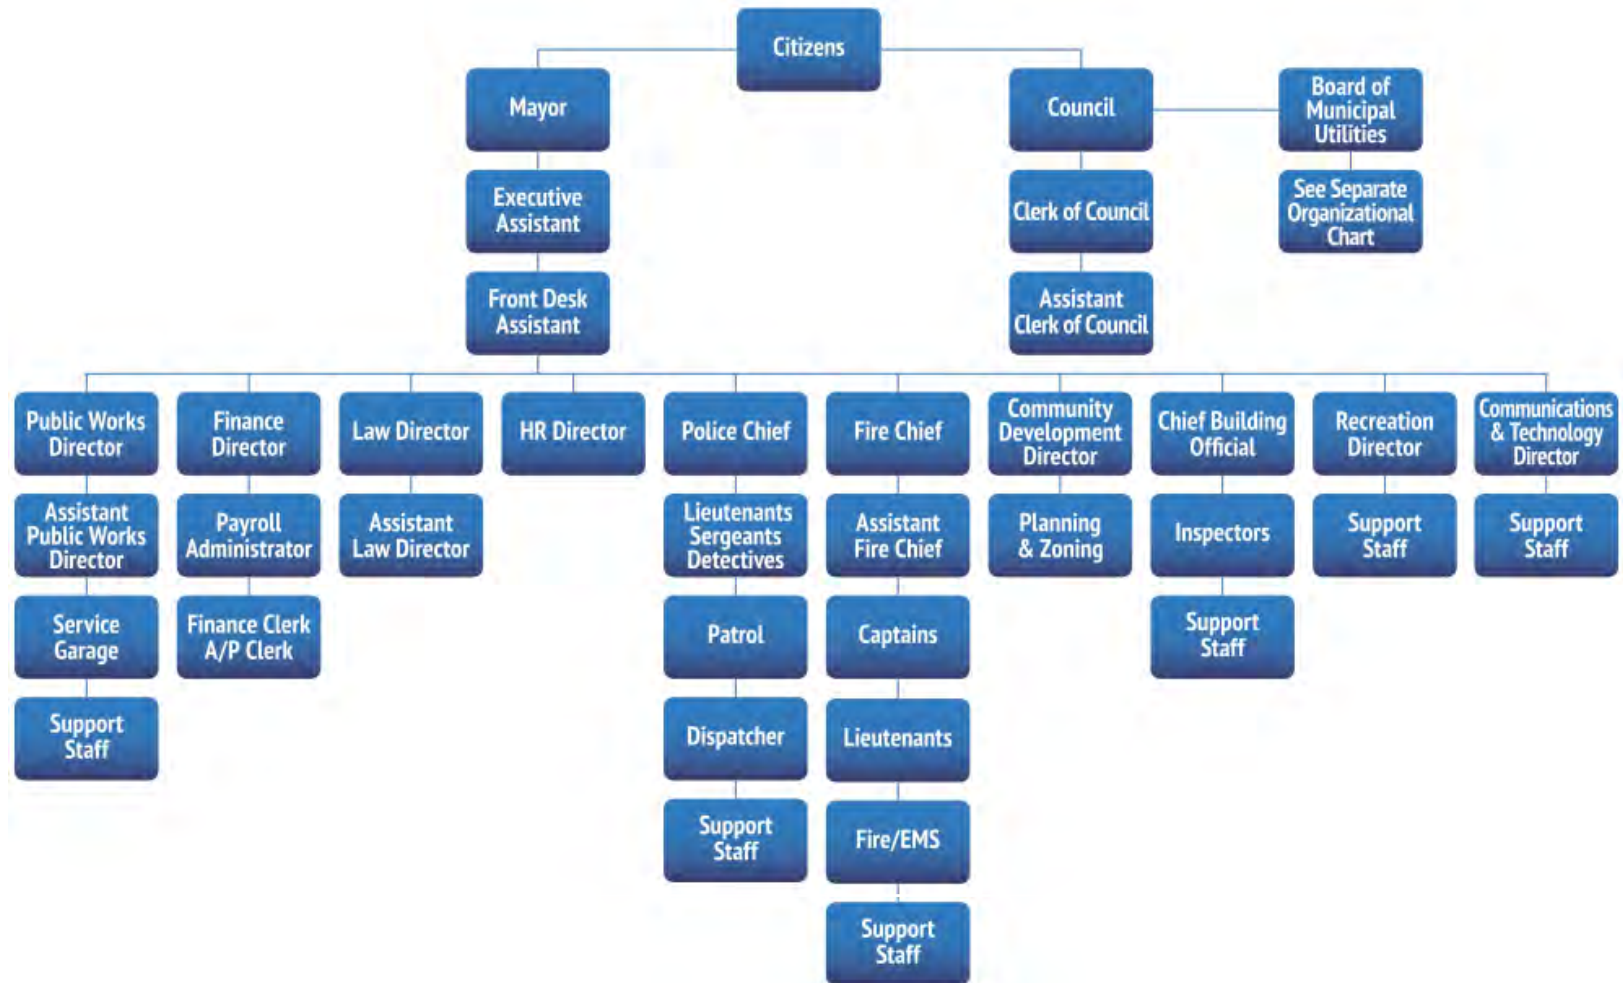 Citizens
Mayor
Council
Board of
Municipal
Utilities
Executive
Assistant
Clerk of Council
See Separate
Organizational
Chart
Front Desk
Assistant
Assistant
Clerk of Council
Public Works
Director
Finance
Director
Law Director
HR Director
Police Chief
Fire Chief
Community
Development
Director
Chief Building
Official
Recreation
Director
Communications
& Technology
Director
Assistant
Public Works
Director
Payroll
Administrator
Assistant
Law Director
Lieutenants
Sergeants
Detectives
Assistant
Fire Chief
Planning
& Zoning
Inspectors
Support
Staff
Support
Staff
Service
Garage
Finance Clerk
A/P Clerk
Patrol
Captains
Support
Staff
Support
Staff
Dispatcher
Lieutenants
Support
Staff
Fire/EMS
Support
Staff